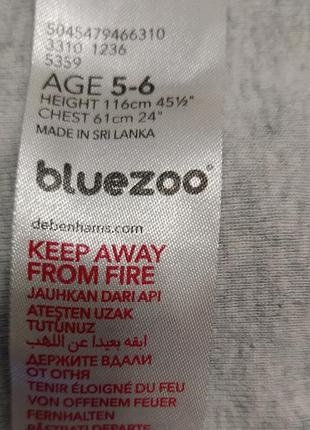 5045479466310
3310 1236
5359
AGE 5-6
HEIGHT 116cm 45½"
CHEST 61cm 24"
MADE IN SRI LANKA
bluezoo
debenhams.com
KEEP AWAY
FROM FIRE
JAUHKAN DARI API
ATEŞTEN UZAK
TUTUNUZ
ابقه بعيدا عن اللهب
ДЕРЖИТЕ ВДАЛИ
ОТ ОГНЯ
TENIR ÉLOIGNÉ DU FEU
VON OFFENEM FEUER
FERNHALTEN
PĂSTRAȚI DEPARTE